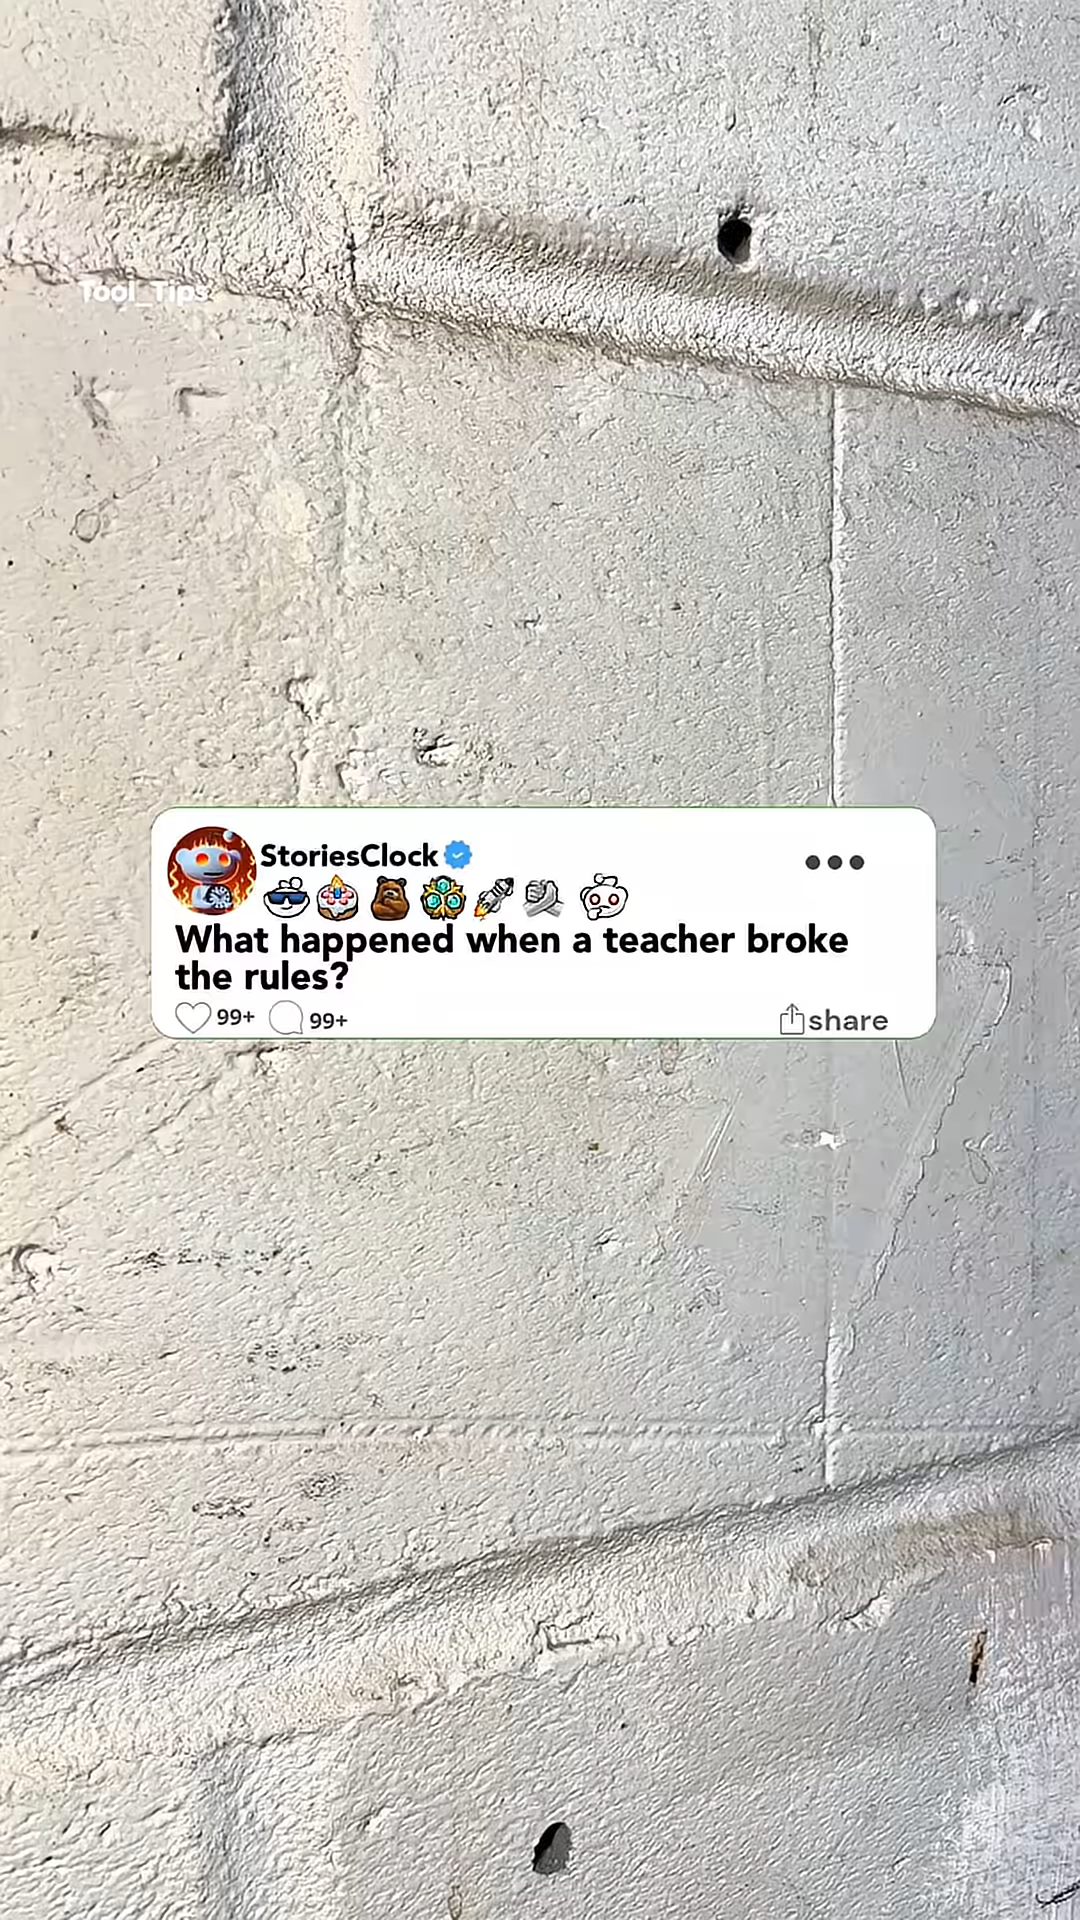 Tool_Tips
StoriesClock
What happened when a teacher broke
the rules?
99+ 99+ share